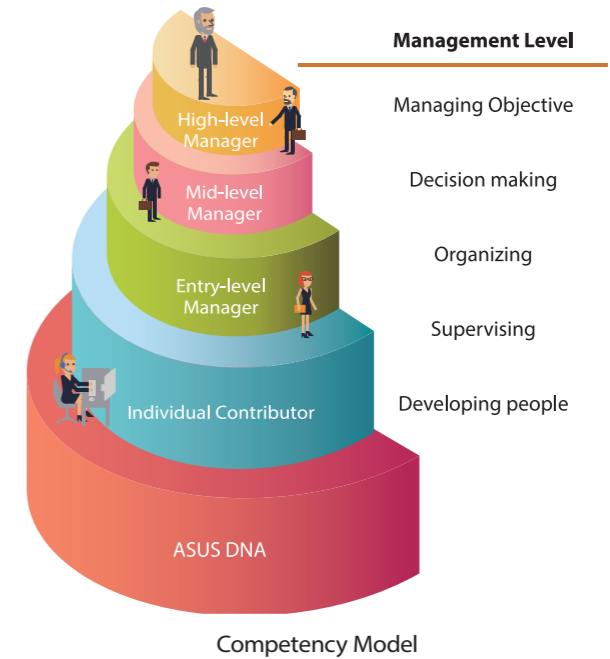 Management Level
High-level
Manager
Managing Objective
Mid-level
Manager
Decision making
Entry-level
Manager
Organizing
Supervising
Individual Contributor
Developing people
ASUS DNA
Competency Model